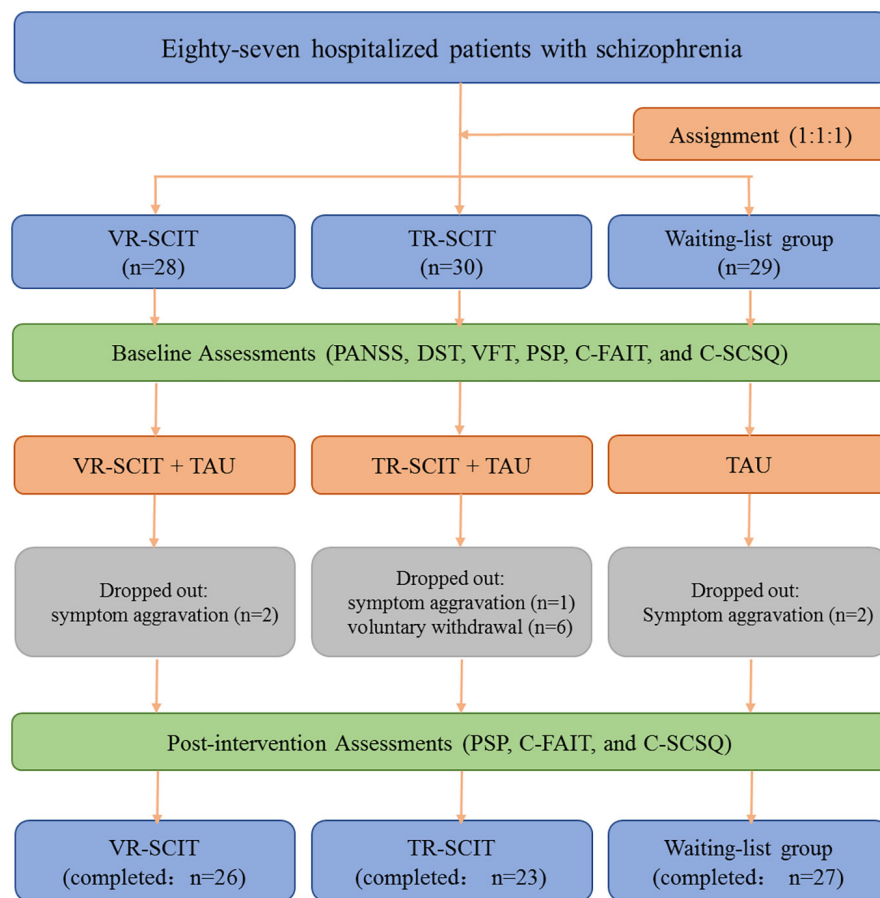 Eighty-seven hospitalized patients with schizophrenia
Assignment (1:1:1)
VR-SCIT
(n=28)
TR-SCIT
(n=30)
Waiting-list group
(n=29)
Baseline Assessments (PANSS, DST, VFT, PSP, C-FAIT, and C-SCSQ)
VR-SCIT + TAU
TR-SCIT + TAU
TAU
Dropped out:
symptom aggravation (n=2)
Dropped out:
symptom aggravation (n=1)
voluntary withdrawal (n=6)
Dropped out:
Symptom aggravation (n=2)
Post-intervention Assessments (PSP, C-FAIT, and C-SCSQ)
VR-SCIT
(completed： n=26)
TR-SCIT
(completed： n=23)
Waiting-list group
(completed： n=27)